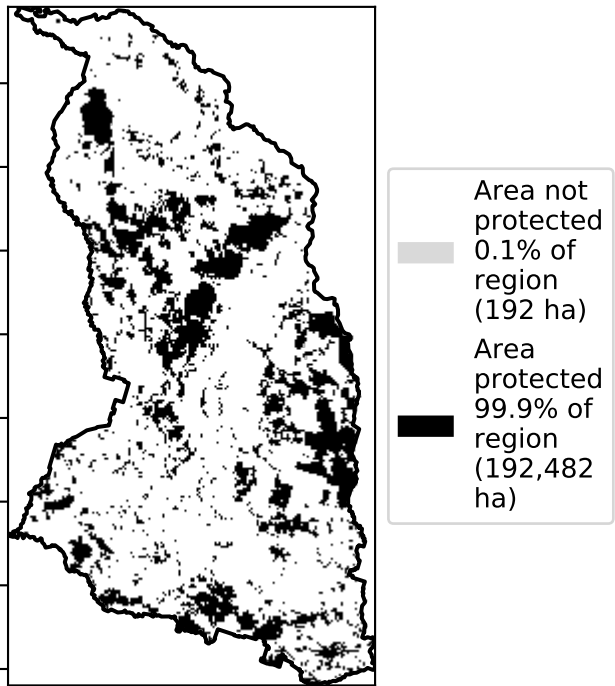 Area not
protected
0.1% of
region
(192 ha)
Area
protected
99.9% of
region
(192,482
ha)